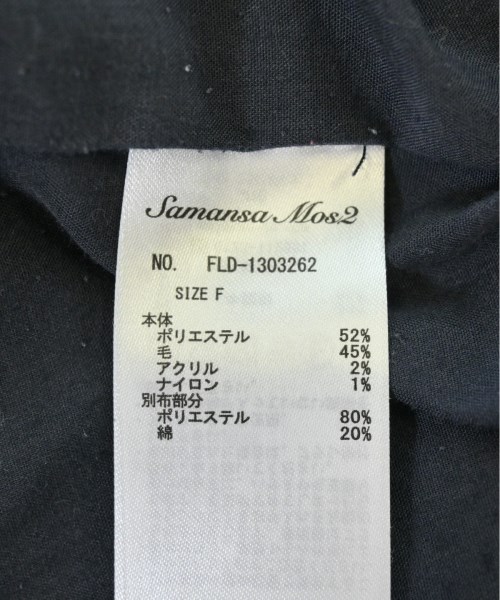 Samansa Mos2
NO. FLD-1303262
SIZE F
本体
ポリエステル 52%
毛 45%
アクリル 2%
ナイロン 1%
別布部分
ポリエステル 80%
綿 20%